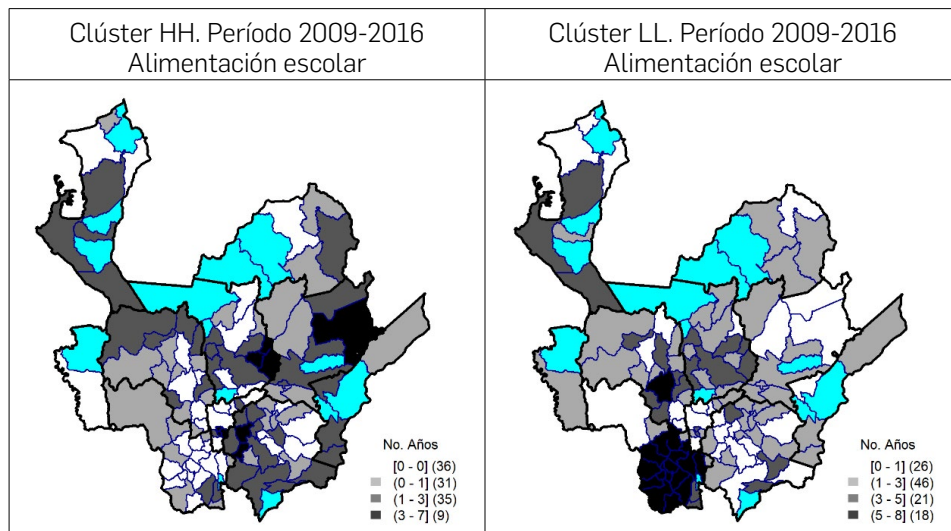 Clúster HH. Período 2009-2016
Alimentación escolar
Clúster LL. Período 2009-2016
Alimentación escolar
No. Años
[0 - 0] (36)
(0 - 1] (31)
(1 - 3] (35)
(3 - 7] (9)
No. Años
[0 - 1] (26)
(1 - 3] (46)
(3 - 5] (21)
(5 - 8] (18)